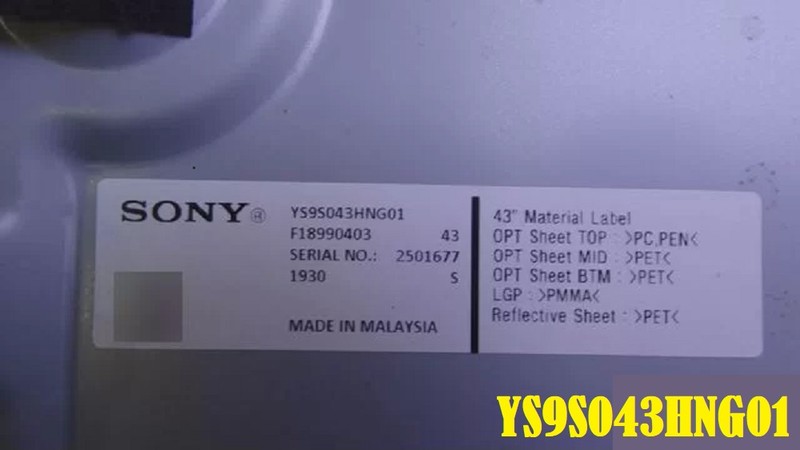 SONY®
YS9S043HNG01
F18990403 43
SERIAL NO.: 2501677
1930 S
MADE IN MALAYSIA
43" Material Label
OPT Sheet TOP : >PC,PEN<
OPT Sheet MID : >PET<
OPT Sheet BTM : >PET<
LGP : >PMMA<
Reflective Sheet : >PET<
YS9S043HNG01